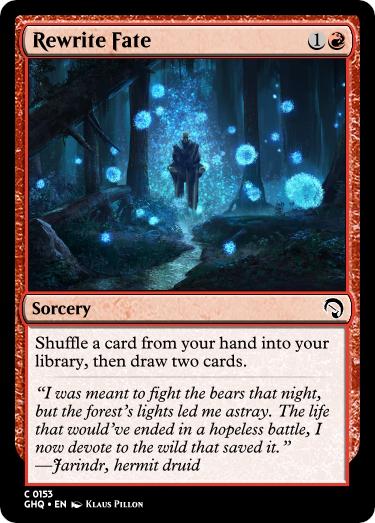 Rewrite Fate 1
Sorcery
Shuffle a card from your hand into your
library, then draw two cards.
“I was meant to fight the bears that night,
but the forest’s lights led me astray. The life
that would’ve ended in a hopeless battle, I
now devote to the wild that saved it.”
—Jarindr, hermit druid
C 0153
GHQ • EN Klaus Pillon